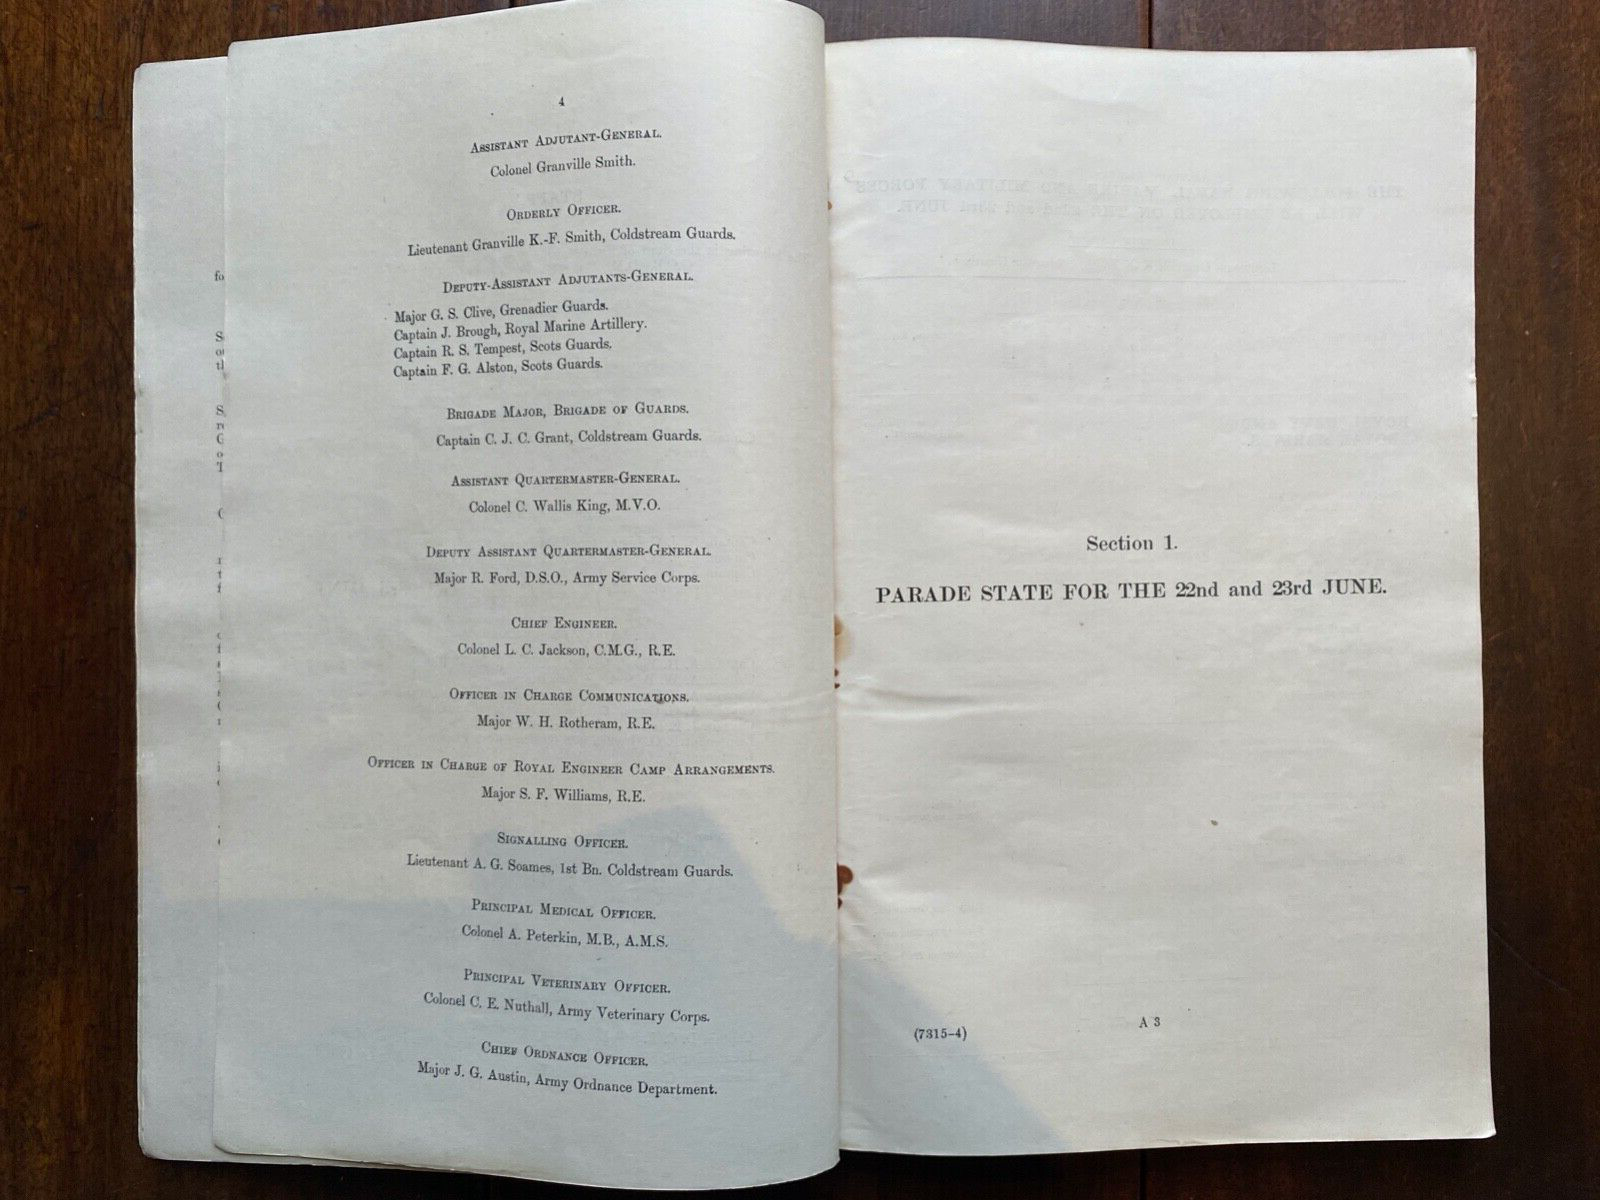 4
ASSISTANT ADJUTANT-GENERAL.
Colonel Granville Smith.
ORDERLY OFFICER.
Lieutenant Granville K.-F. Smith, Coldstream Guards.
DEPUTY-ASSISTANT ADJUTANTS-GENERAL.
Major G. S. Clive, Grenadier Guards.
Captain J. Brough, Royal Marine Artillery.
Captain R. S. Tempest, Scots Guards.
Captain F. G. Alston, Scots Guards.
BRIGADE MAJOR, BRIGADE OF GUARDS.
Captain C. J. C. Grant, Coldstream Guards.
ASSISTANT QUARTERMASTER-GENERAL.
Colonel C. Wallis King, M.V.O.
DEPUTY ASSISTANT QUARTERMASTER-GENERAL.
Major R. Ford, D.S.O., Army Service Corps.
CHIEF ENGINEER.
Colonel L. C. Jackson, C.M.G., R.E.
OFFICER IN CHARGE COMMUNICATIONS.
Major W. H. Rotheram, R.E.
OFFICER IN CHARGE OF ROYAL ENGINEER CAMP ARRANGEMENTS.
Major S. F. Williams, R.E.
SIGNALLING OFFICER.
Lieutenant A. G. Soames, 1st Bn. Coldstream Guards.
PRINCIPAL MEDICAL OFFICER.
Colonel A. Peterkin, M.B., A.M.S.
PRINCIPAL VETERINARY OFFICER.
Colonel C. E. Nuthall, Army Veterinary Corps.
CHIEF ORDNANCE OFFICER.
Major J. G. Austin, Army Ordnance Department.
Section 1.
PARADE STATE FOR THE 22nd and 23rd JUNE.
(7315-4)
A 3